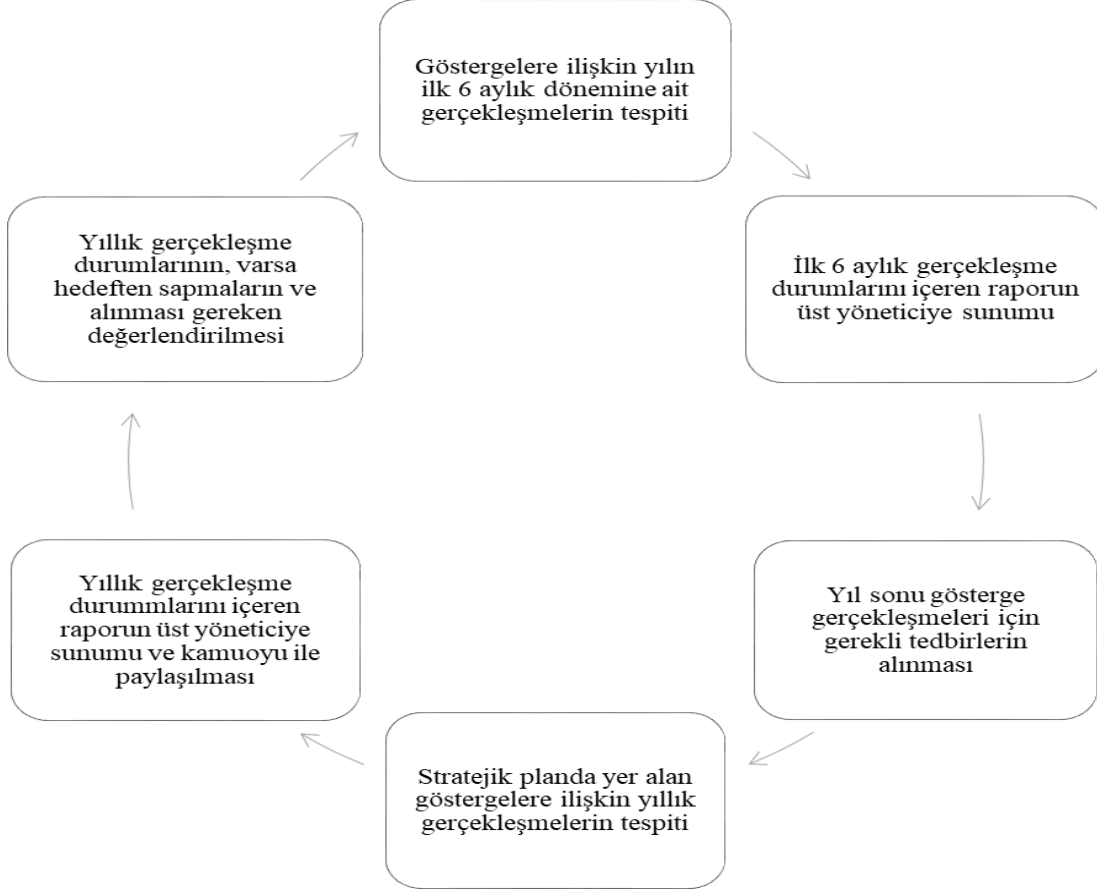 Göstergelere ilişkin yılın
ilk 6 aylık dönemine ait
gerçekleşmelerin tespiti
İlk 6 aylık gerçekleşme
durumlarını içeren raporun
üst yöneticiye sunumu
Yıl sonu gösterge
gerçekleşmeleri için
gerekli tedbirlerin
alınması
Stratejik planda yer alan
göstergelere ilişkin yıllık
gerçekleşmelerin tespiti
Yıllık gerçekleşme
durummlarını içeren
raporun üst yöneticiye
sunumu ve kamuoyu ile
paylaşılması
Yıllık gerçekleşme
durumlarının, varsa
hedeften sapmaların ve
alınması gereken
değerlendirilmesi